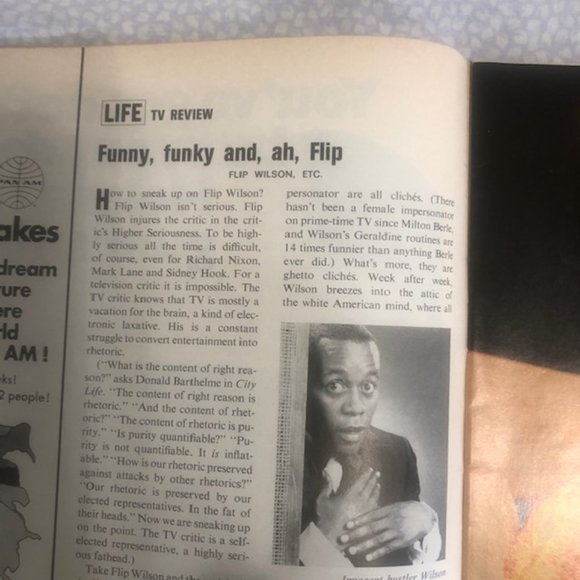 PAN AM
akes
dream
ture
ere
rld
AM!
ks!
2 people!
LIFE TV REVIEW
Funny, funky and, ah, Flip
FLIP WILSON, ETC.
How to sneak up on Flip Wilson?
Flip Wilson isn't serious. Flip
Wilson injures the critic in the crit-
ic's Higher Seriousness. To be high-
ly serious all the time is difficult,
of course, even for Richard Nixon,
Mark Lane and Sidney Hook. For a
television critic it is impossible. The
TV critic knows that TV is mostly a
vacation for the brain, a kind of elec-
tronic laxative. His is a constant
struggle to convert entertainment into
rhetoric.
("What is the content of right rea-
son?" asks Donald Barthelme in City
Life. "The content of right reason is
rhetoric." "And the content of rhet-
oric?" "The content of rhetoric is pu-
rity." "Is purity quantifiable?" "Pu-
rity is not quantifiable. It is inflat-
able." "How is our rhetoric preserved
against attacks by other rhetorics?"
"Our rhetoric is preserved by our
elected representatives. In the fat of
their heads." Now we are sneaking up
on the point. The TV critic is a self-
elected representative, a highly seri-
ous fathead.)
Take Flip Wilson and the
personator are all clichés. (There
hasn't been a female impersonator
on prime-time TV since Milton Berle,
and Wilson's Geraldine routines are
14 times funnier than anything Berle
ever did.) What's more, they are
ghetto clichés. Week after week,
Wilson breezes into the attic of
the white American mind, where all
Innocent hustler Wilson